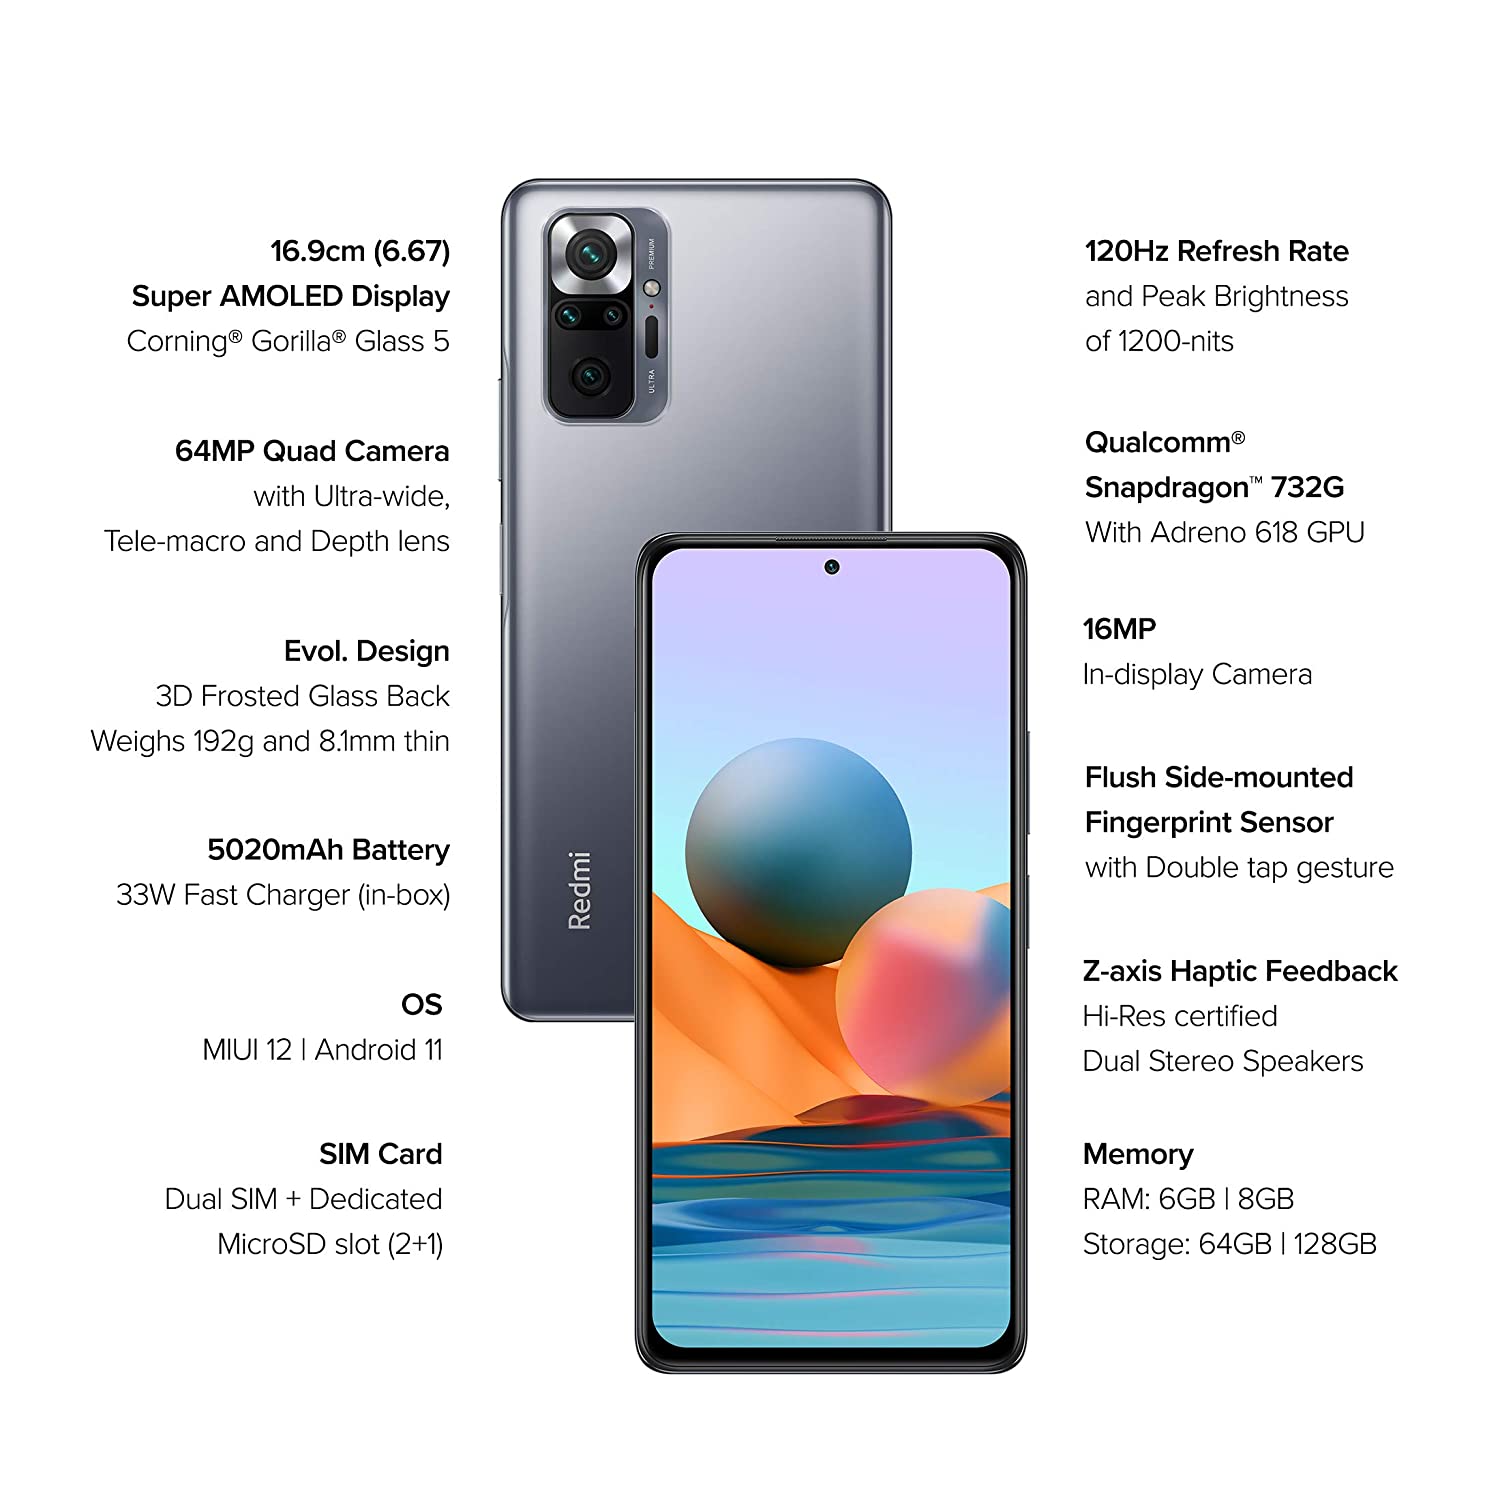 16.9cm (6.67)
Super AMOLED Display
Corning® Gorilla® Glass 5
64MP Quad Camera
with Ultra-wide,
Tele-macro and Depth lens
Evol. Design
3D Frosted Glass Back
Weighs 192g and 8.1mm thin
5020mAh Battery
33W Fast Charger (in-box)
OS
MIUI 12 | Android 11
SIM Card
Dual SIM + Dedicated
MicroSD slot (2+1)
PREMIUM
ULTRA
Redmi
120Hz Refresh Rate
and Peak Brightness
of 1200-nits
Qualcomm®
Snapdragon™ 732G
With Adreno 618 GPU
16MP
In-display Camera
Flush Side-mounted
Fingerprint Sensor
with Double tap gesture
Z-axis Haptic Feedback
Hi-Res certified
Dual Stereo Speakers
Memory
RAM: 6GB | 8GB
Storage: 64GB | 128GB